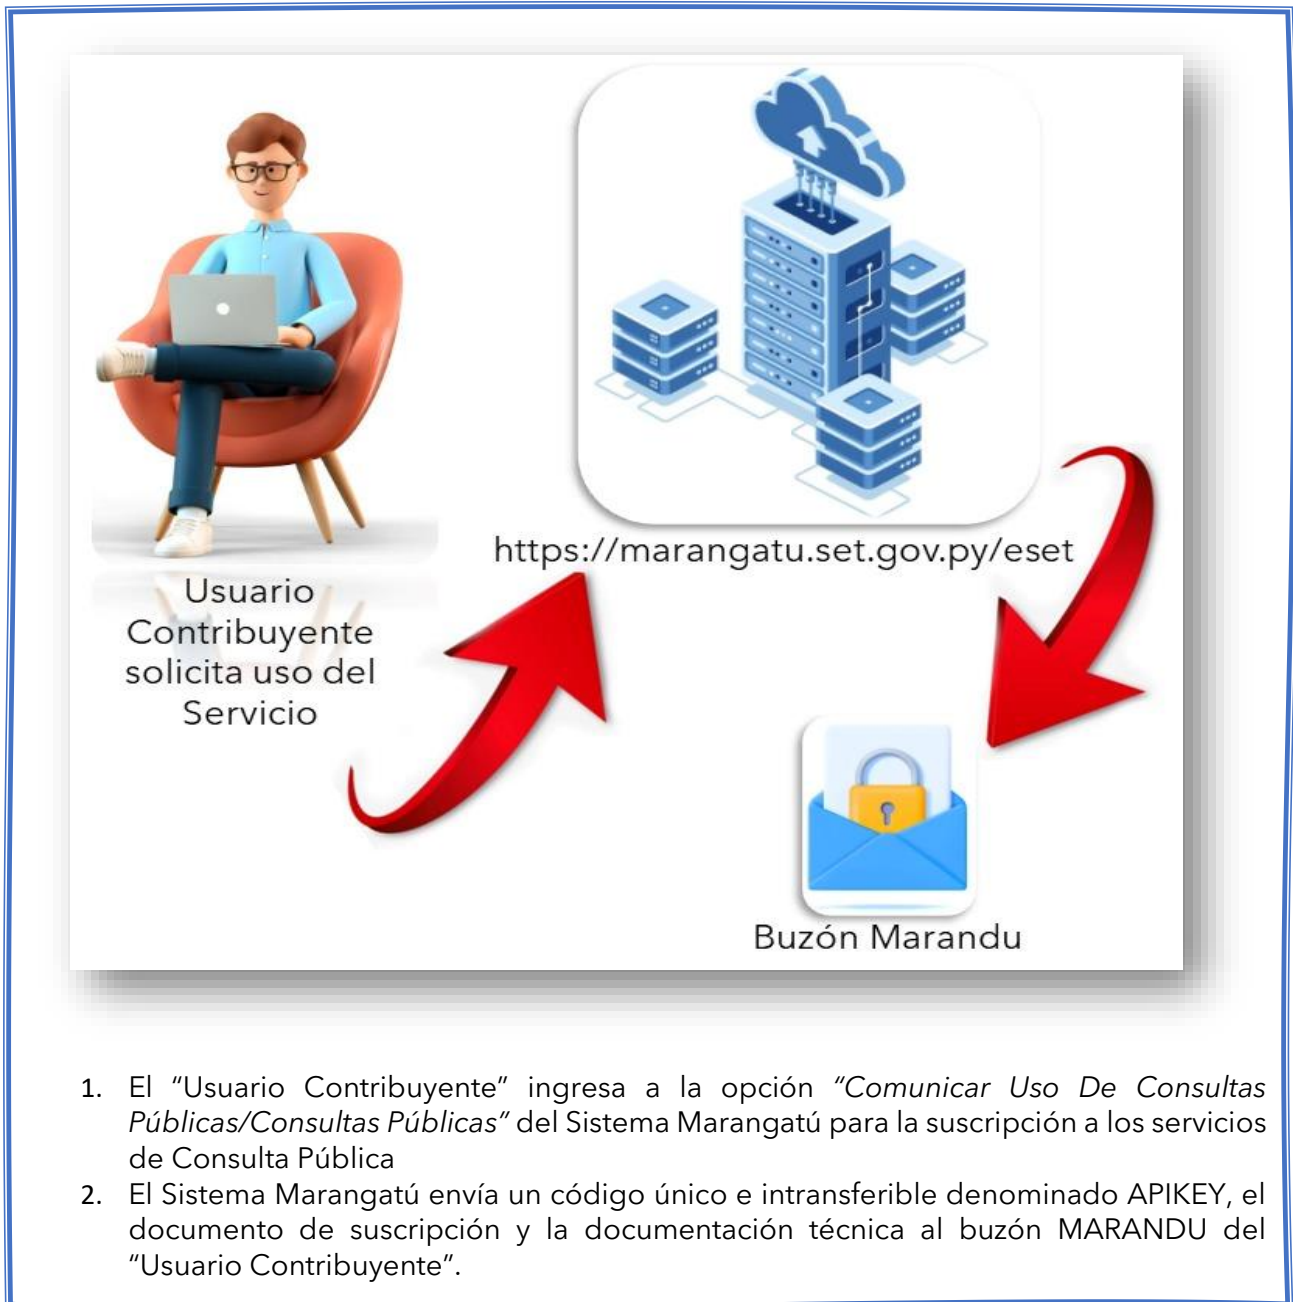 https://marangatu.set.gov.py/eset
Usuario
Contribuyente
solicita uso del
Servicio
Buzón Marandu
1. El “Usuario Contribuyente” ingresa a la opción “Comunicar Uso De Consultas
Públicas/Consultas Públicas” del Sistema Marangatú para la suscripción a los servicios
de Consulta Pública
2. El Sistema Marangatú envía un código único e intransferible denominado APIKEY, el
documento de suscripción y la documentación técnica al buzón MARANDU del
“Usuario Contribuyente”.